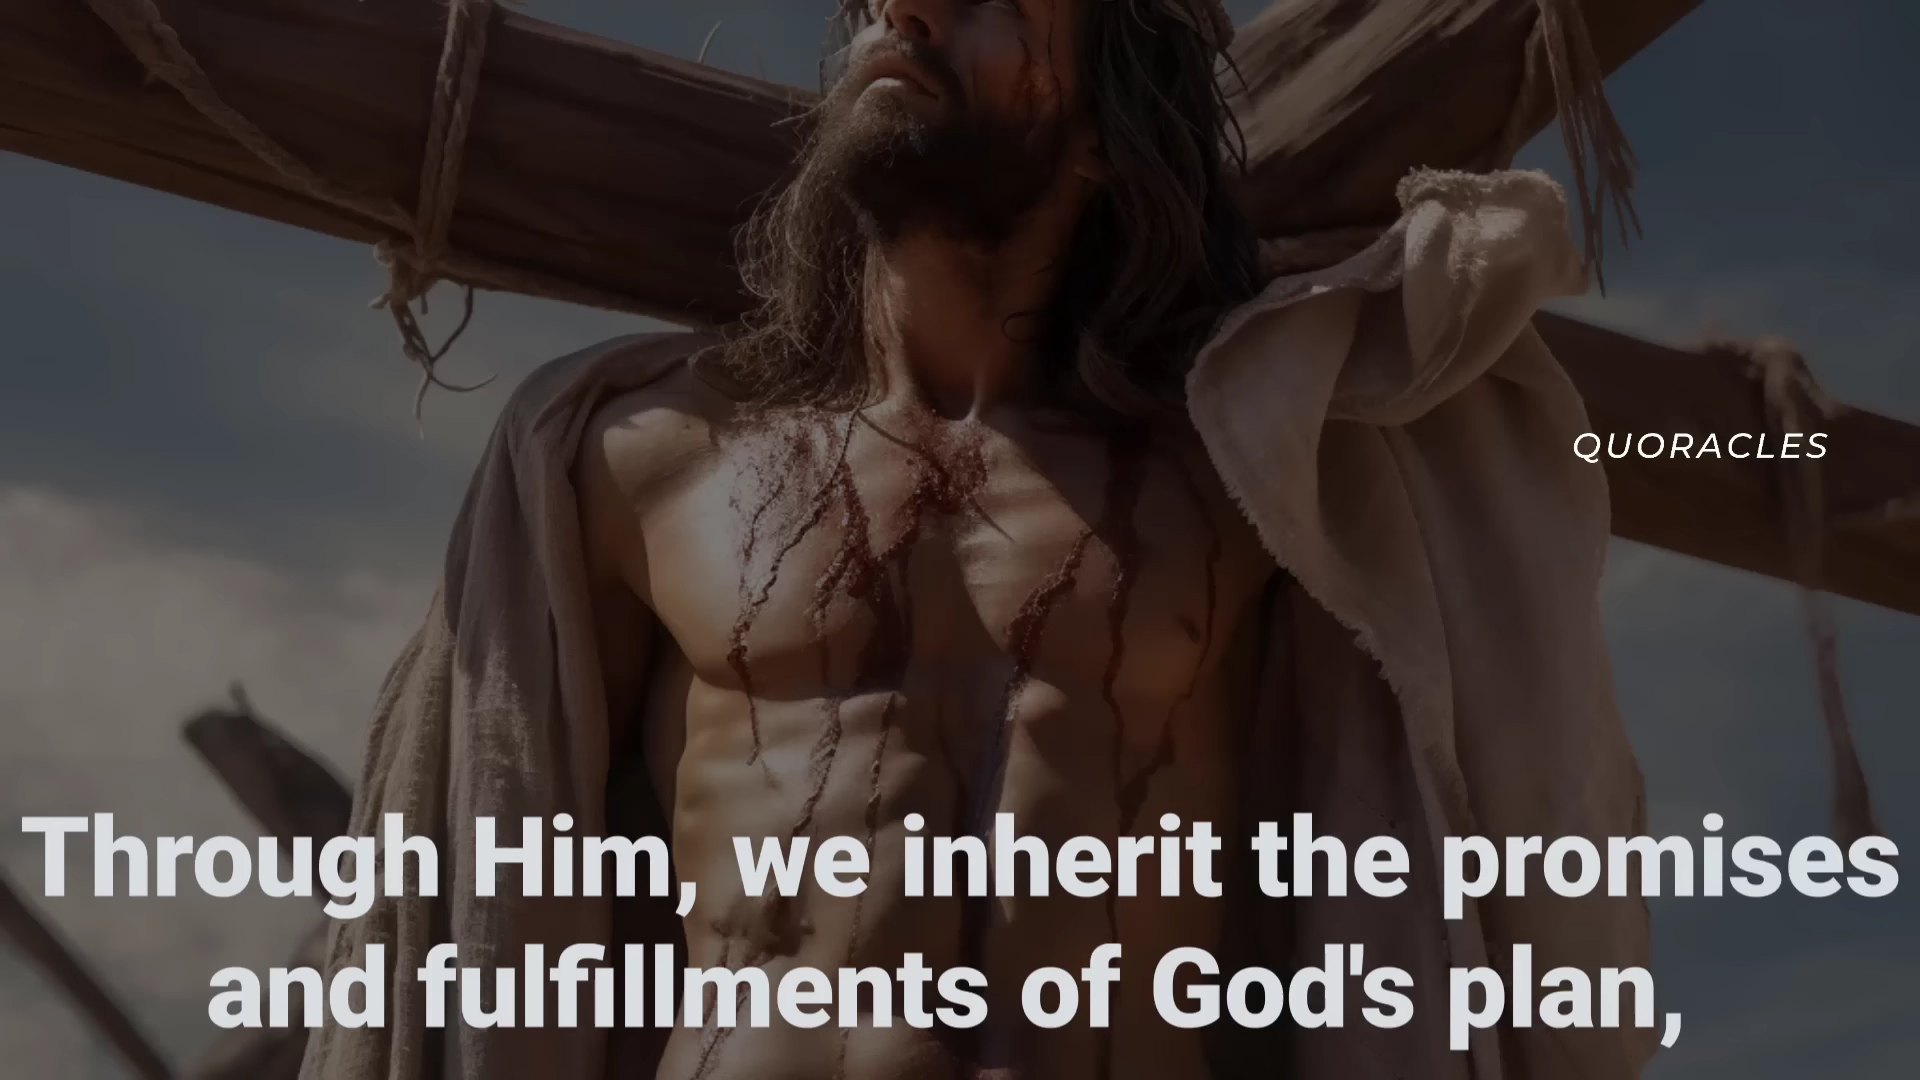 QUORACLES
Through Him, we inherit the promises
and fulfillments of God's plan,